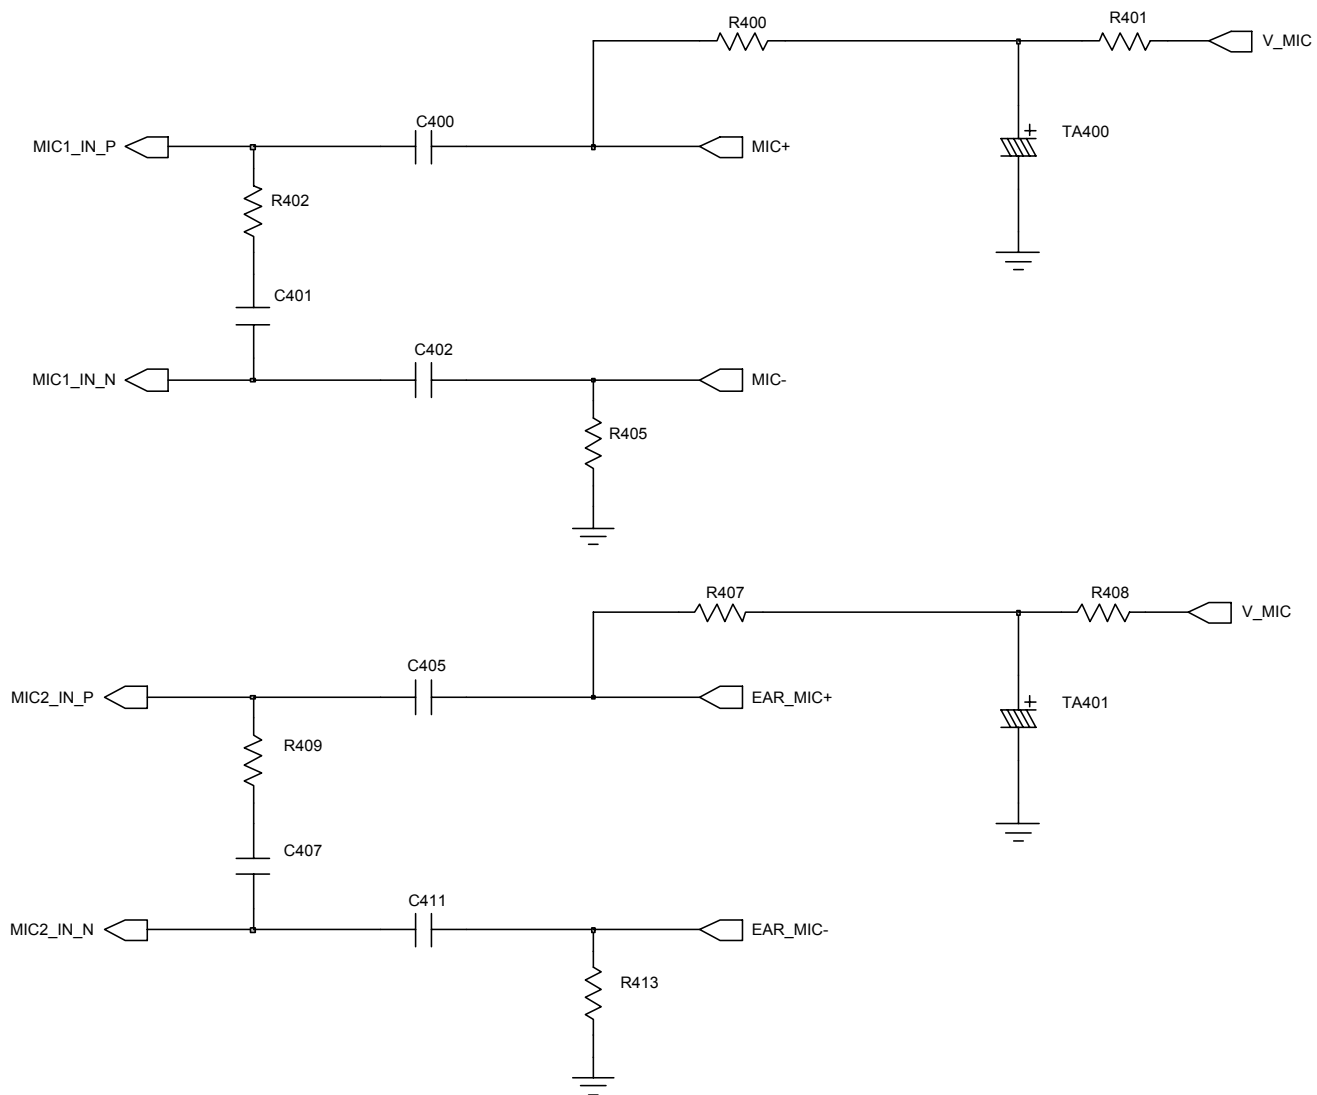 R400
R401
V_MIC
C400
TA400
+
MIC1_IN_P
MIC+
R402
C401
C402
MIC1_IN_N
MIC-
R405
R407
R408
V_MIC
C405
MIC2_IN_P
EAR_MIC+
+
TA401
R409
C407
C411
MIC2_IN_N
EAR_MIC-
R413